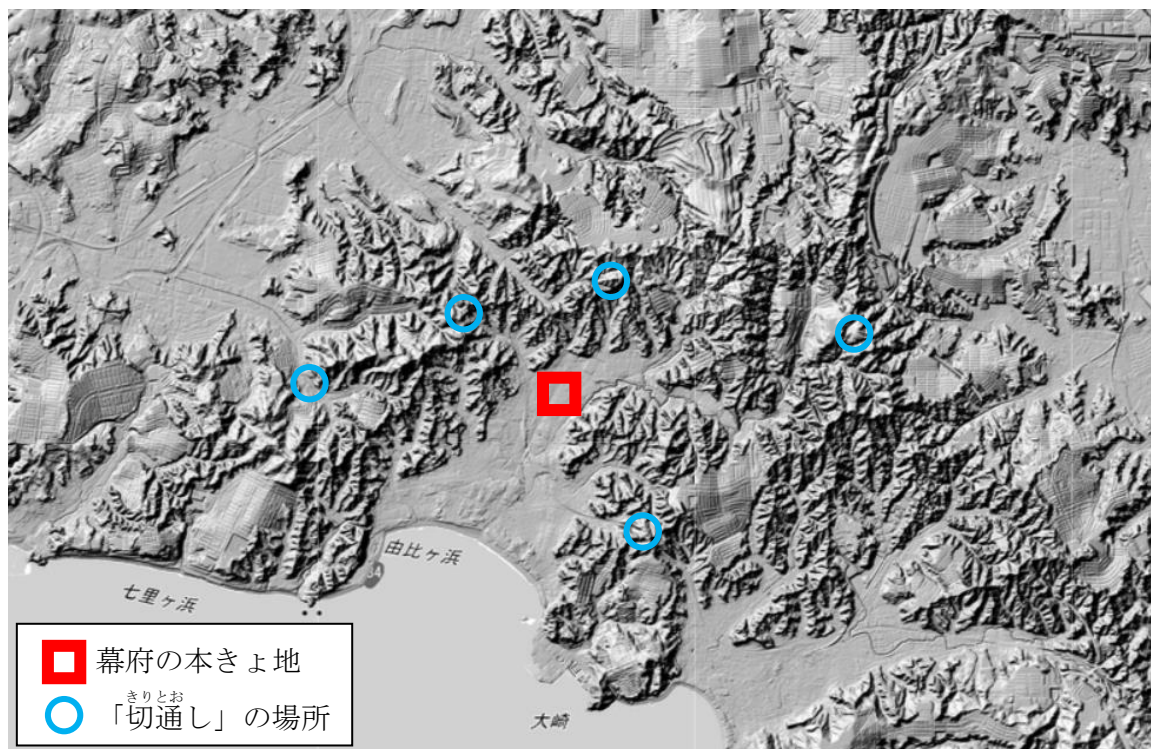 由比ヶ浜
七里ヶ浜
幕府の本きょ地
きりとお
「切通し」の場所
大崎